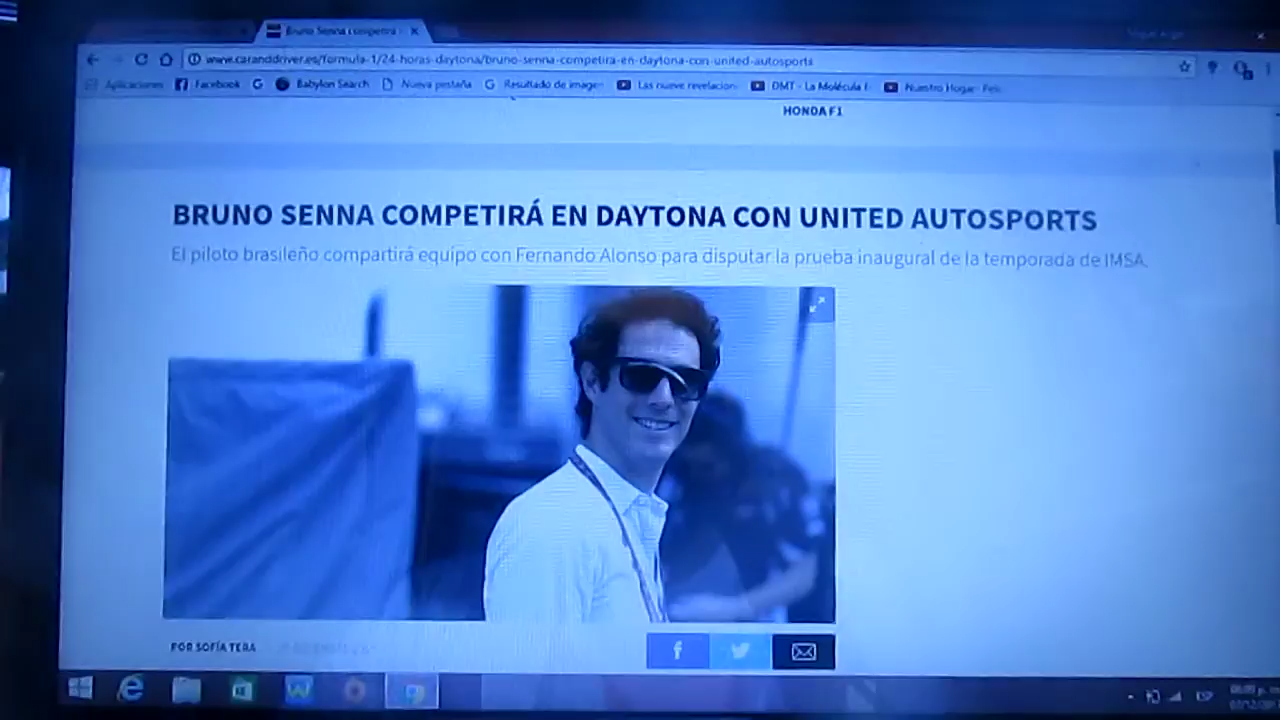 Bruno Senna competirá
www.caranddriver.es/formula-1/24-horas-daytona/bruno-senna-competira-en-daytona-con-united-autosports
Aplicaciones Facebook G Babylon Search Nueva pestaña G Resultado de image Las nueve revelacion DMT - La Molécula Nuestro Hogar- Peli
HONDA F1
BRUNO SENNA COMPETIRÁ EN DAYTONA CON UNITED AUTOSPORTS
El piloto brasileño compartirá equipo con Fernando Alonso para disputar la prueba inaugural de la temporada de IMSA.
POR SOFÍA TERA
ESP